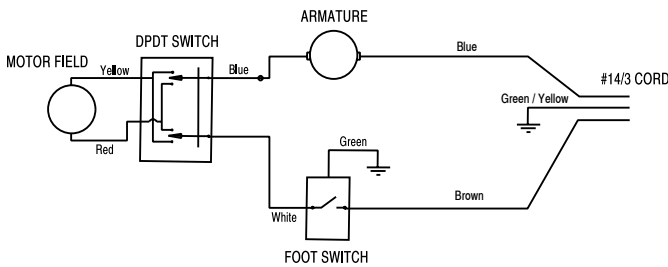 ARMATURE
DPDT SWITCH
MOTOR FIELD
Yellow
Blue
Blue
#14/3 CORD
Green / Yellow
Red
Green
White
Brown
FOOT SWITCH